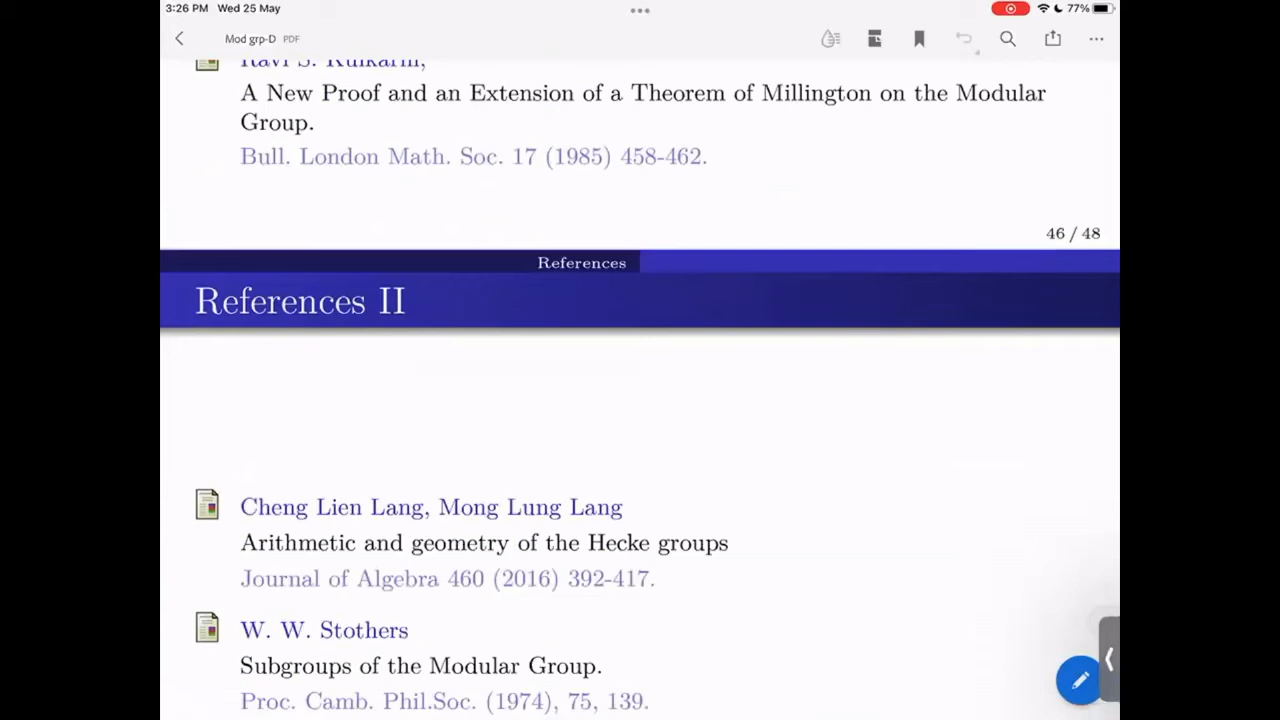 3:26 PM Wed 25 May
77%
Mod grp-D PDF
Ravi S. Kulkarni,
A New Proof and an Extension of a Theorem of Millington on the Modular
Group.
Bull. London Math. Soc. 17 (1985) 458-462.
46 / 48
References
References II
Cheng Lien Lang, Mong Lung Lang
Arithmetic and geometry of the Hecke groups
Journal of Algebra 460 (2016) 392-417.
W. W. Stothers
Subgroups of the Modular Group.
Proc. Camb. Phil.Soc. (1974), 75, 139.